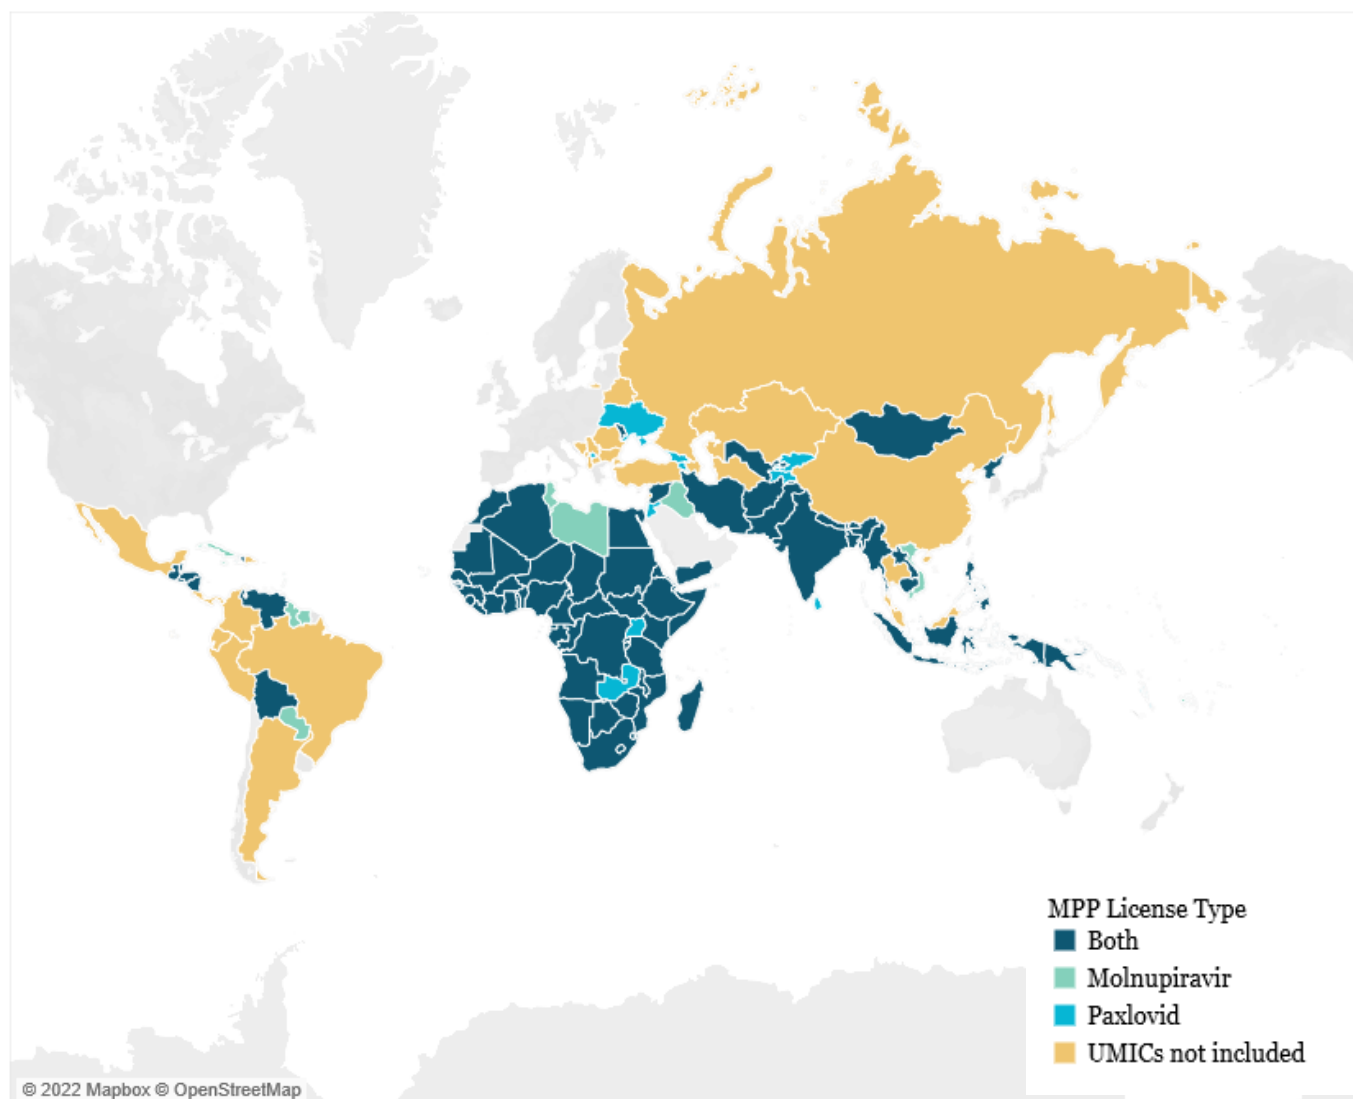 MPP License Type
Both
Molnupiravir
Paxlovid
UMICs not included
© 2022 Mapbox © OpenStreetMap